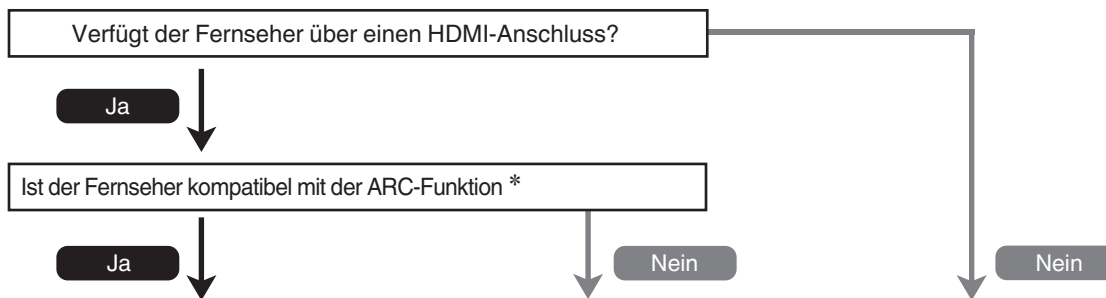 Verfügt der Fernseher über einen HDMI-Anschluss?
Ja
Ist der Fernseher kompatibel mit der ARC-Funktion *
Ja
Nein
Nein